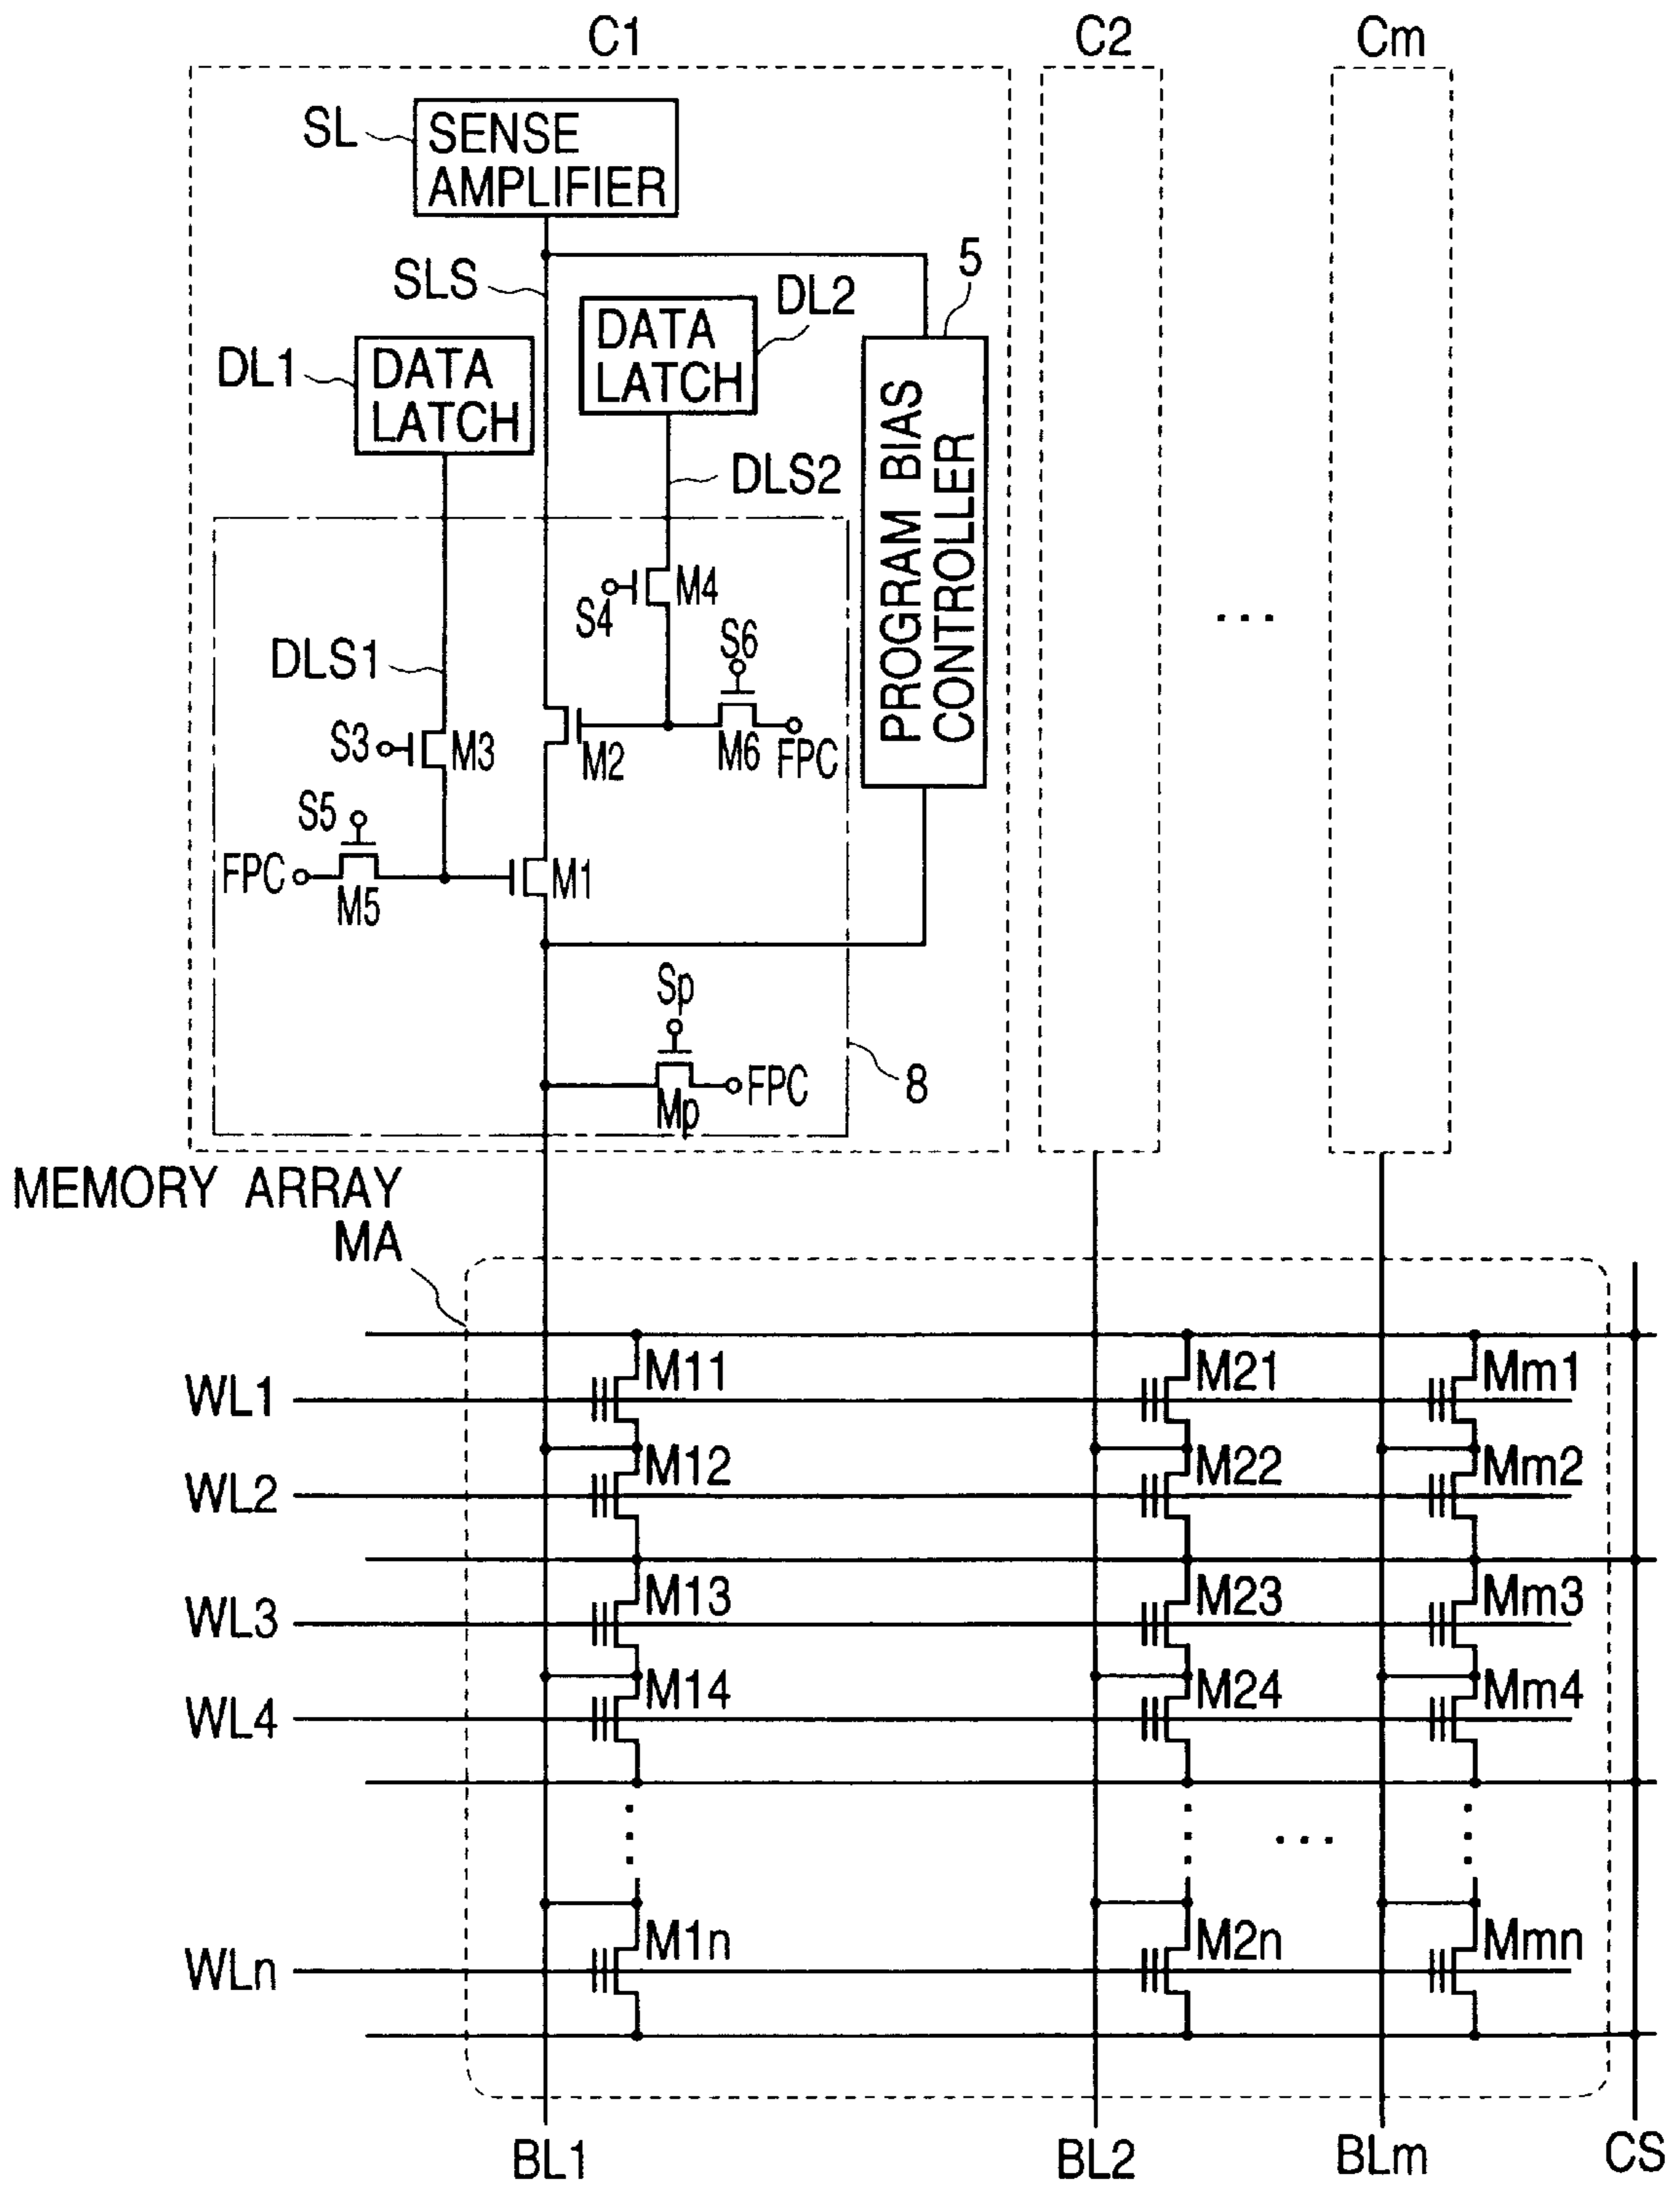 C1
C2
Cm
SL
SENSE
AMPLIFIER
SLS
DL2
5
DATA
LATCH
DL1
DATA
LATCH
PROGRAM BIAS
CONTROLLER
DLS2
S4
M4
...
DLS1
S6
S3
M3
M2
M6
FPC
S5
FPC
M5
M1
Sp
Mp
FPC
8
MEMORY ARRAY
MA
WL1
M11
M21
Mm1
WL2
M12
M22
Mm2
WL3
M13
M23
Mm3
WL4
M14
M24
Mm4
...
WLn
M1n
M2n
Mmn
BL1
BL2
BLm
CS